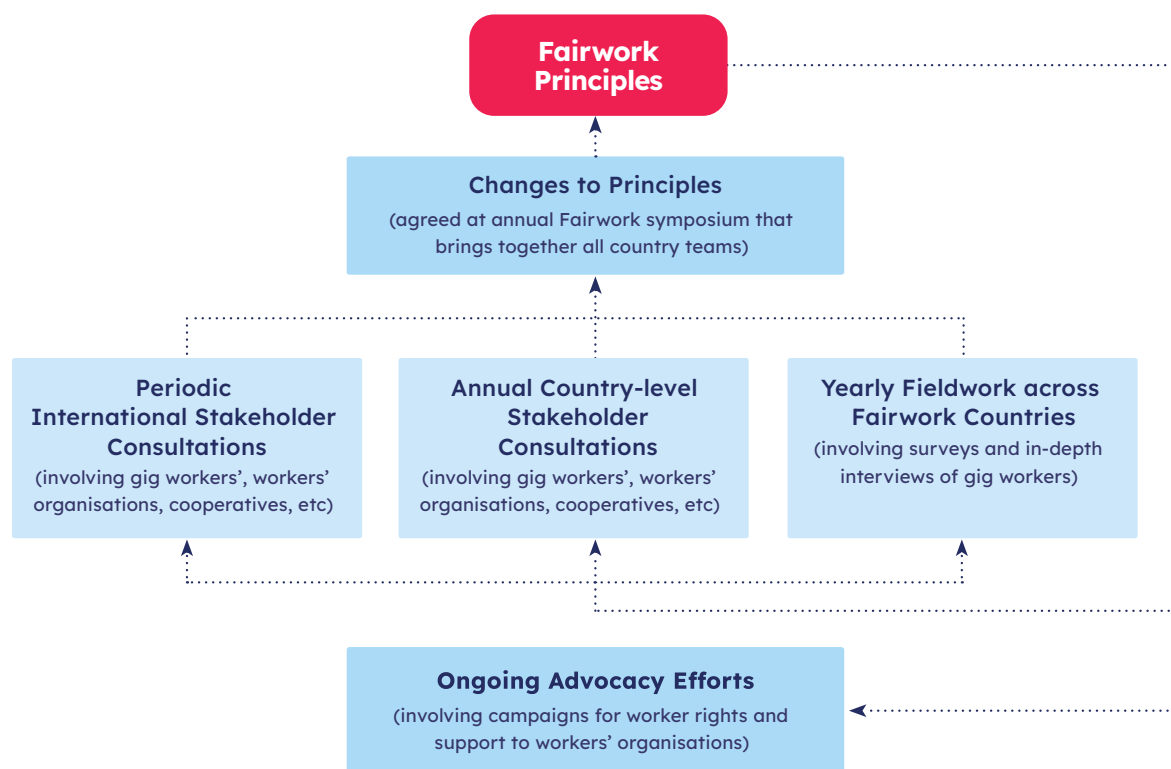 Fairwork
Principles
Changes to Principles
(agreed at annual Fairwork symposium that
brings together all country teams)
Periodic
International Stakeholder
Consultations
(involving gig workers’, workers’
organisations, cooperatives, etc)
Annual Country-level
Stakeholder
Consultations
(involving gig workers’, workers’
organisations, cooperatives, etc)
Yearly Fieldwork across
Fairwork Countries
(involving surveys and in-depth
interviews of gig workers)
Ongoing Advocacy Efforts
(involving campaigns for worker rights and
support to workers’ organisations)